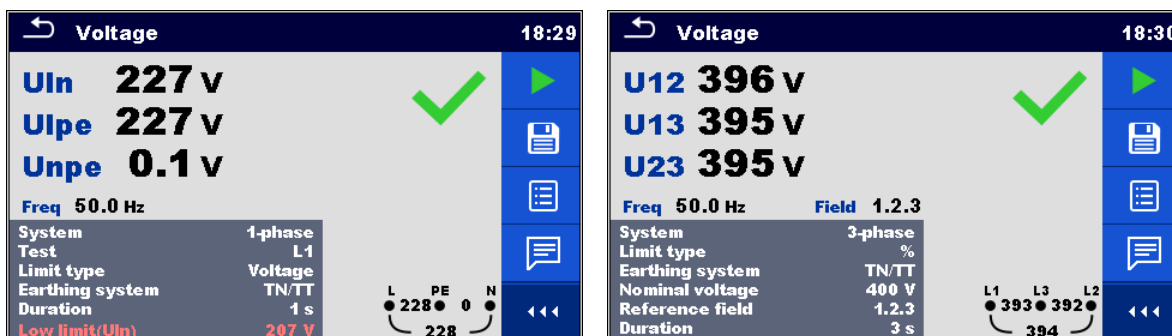 Voltage 18:29
Uln 227 V
Ulpe 227 V
Unpe 0.1 V
Freq 50.0 Hz
System 1-phase
Test L1
Limit type Voltage
Earthing system TN/TT
Duration 1 s
Low limit(Uln) 207 V
L PE N
228 0
228
Voltage 18:30
U12 396 V
U13 395 V
U23 395 V
Freq 50.0 Hz Field 1.2.3
System 3-phase
Limit type %
Earthing system TN/TT
Nominal voltage 400 V
Reference field 1.2.3
Duration 3 s
L1 L3 L2
393 392
394